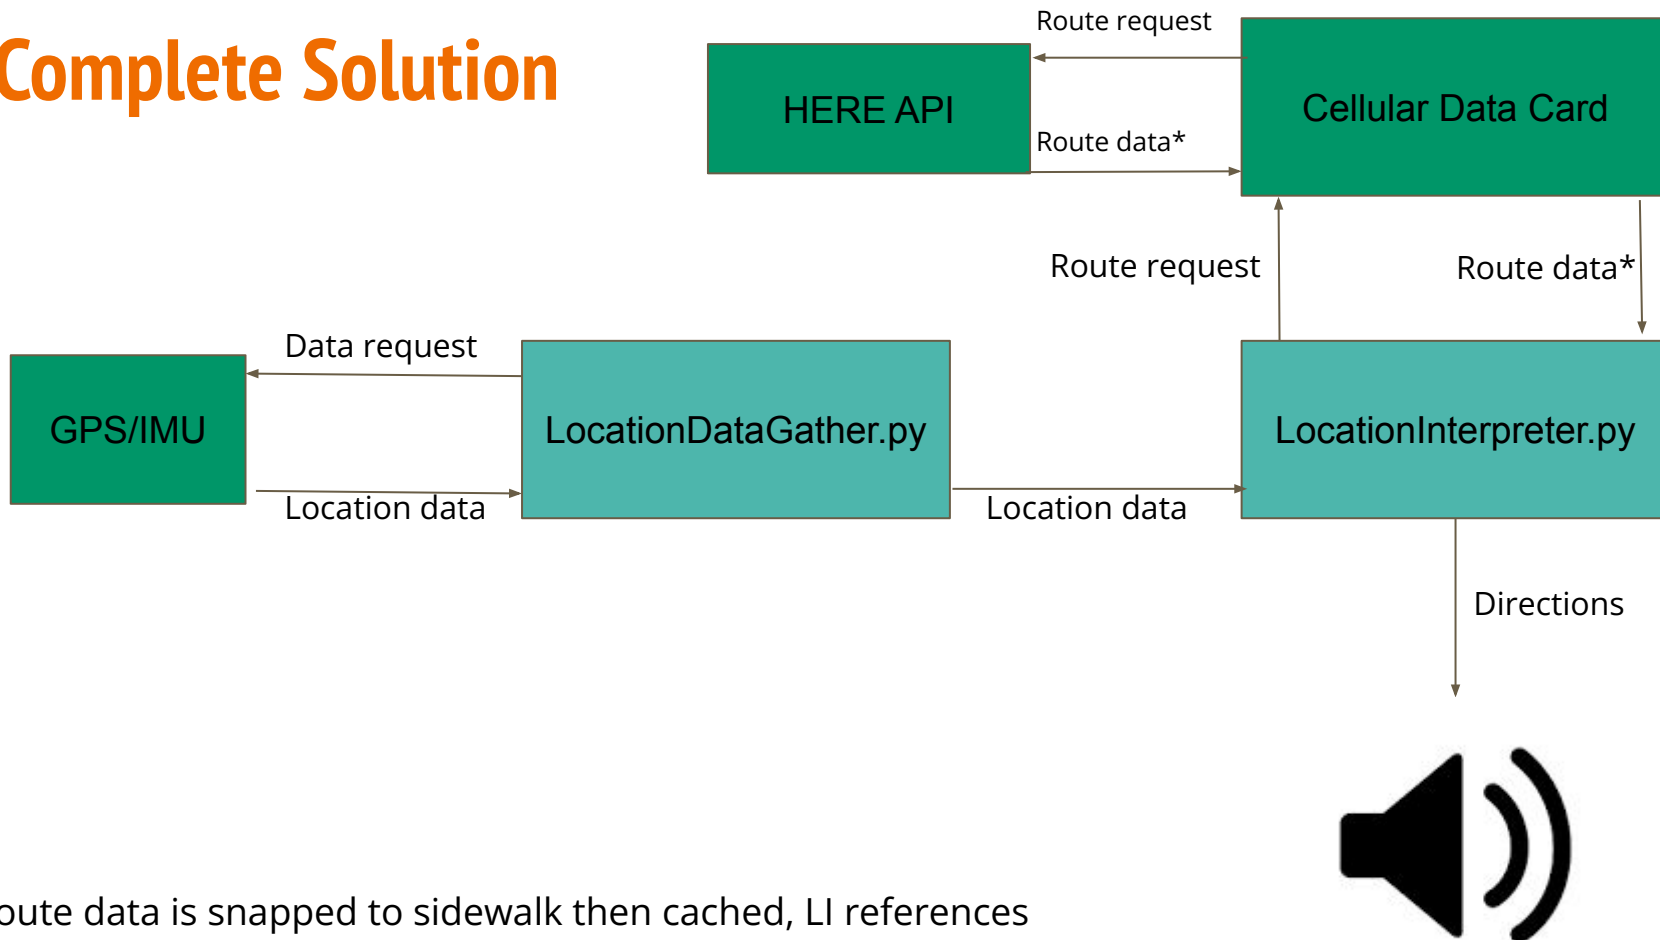 Complete Solution
Route request
HERE API
Cellular Data Card
Route data*
Route request
Route data*
Data request
GPS/IMU
LocationDataGather.py
LocationInterpreter.py
Location data
Location data
Directions
oute data is snapped to sidewalk then cached, LI references